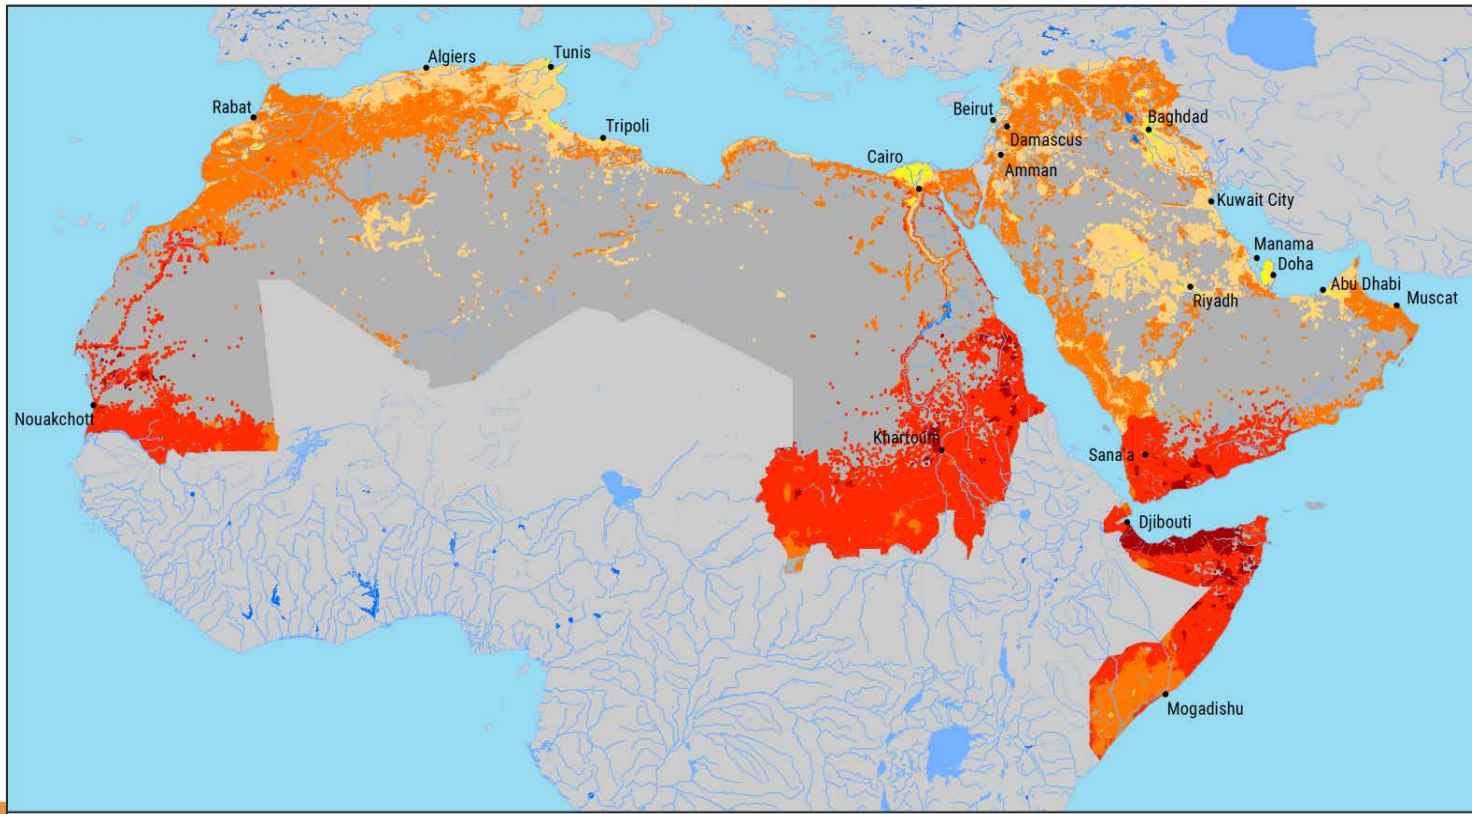 Algiers
Tunis
Rabat
Tripoli
Beirut
Damascus
Baghdad
Cairo
Amman
Kuwait City
Manama
Doha
Riyadh
Abu Dhabi
Muscat
Nouakchott
Khartoum
Sana'a
Djibouti
Mogadishu